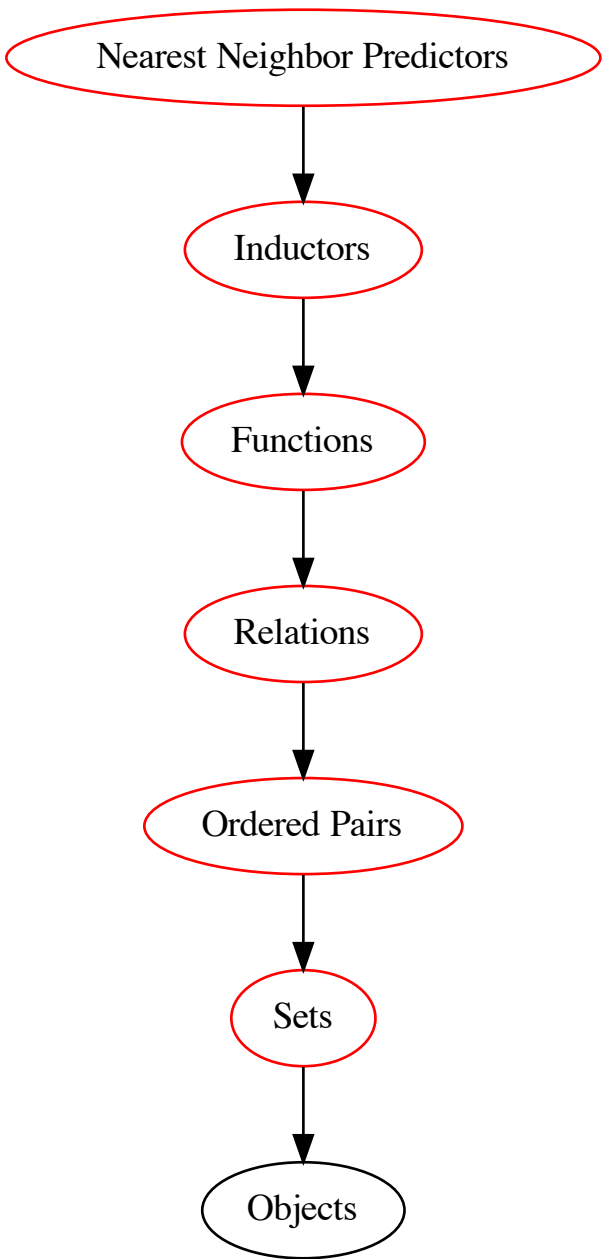 Nearest Neighbor Predictors
Inductors
Functions
Relations
Ordered Pairs
Sets
Objects